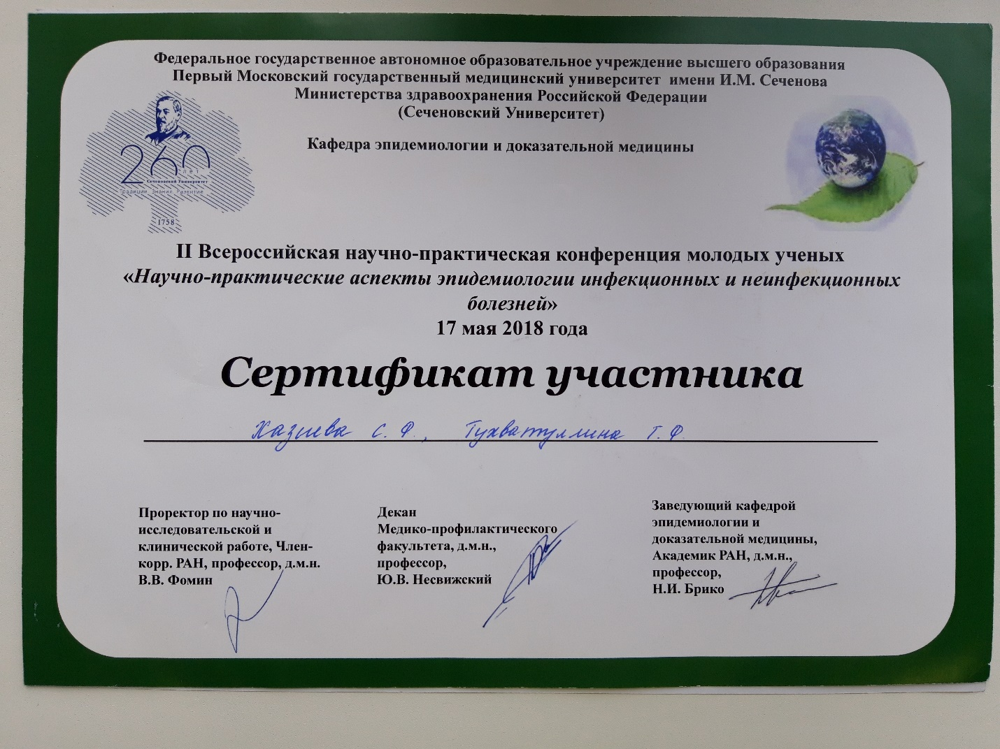 Федеральное государственное автономное образовательное учреждение высшего образования
Первый Московский государственный медицинский университет имени И.М. Сеченова
Министерства здравоохранения Российской Федерации
(Сеченовский Университет)
Кафедра эпидемиологии и доказательной медицины
260
лет
Сеченовский Университет
Традиции. Знания. Развитие
1758
II Всероссийская научно-практическая конференция молодых ученых
«Научно-практические аспекты эпидемиологии инфекционных и неинфекционных
болезней»
17 мая 2018 года
Сертификат участника
Хазиева С. Ф., Тухватуллина Г. Ф.
Проректор по научно-
исследовательской и
клинической работе, Член-
корр. РАН, профессор, д.м.н.
В.В. Фомин
Декан
Медико-профилактического
факультета, д.м.н.,
профессор,
Ю.В. Несвижский
Заведующий кафедрой
эпидемиологии и
доказательной медицины,
Академик РАН, д.м.н.,
профессор,
Н.И. Брико